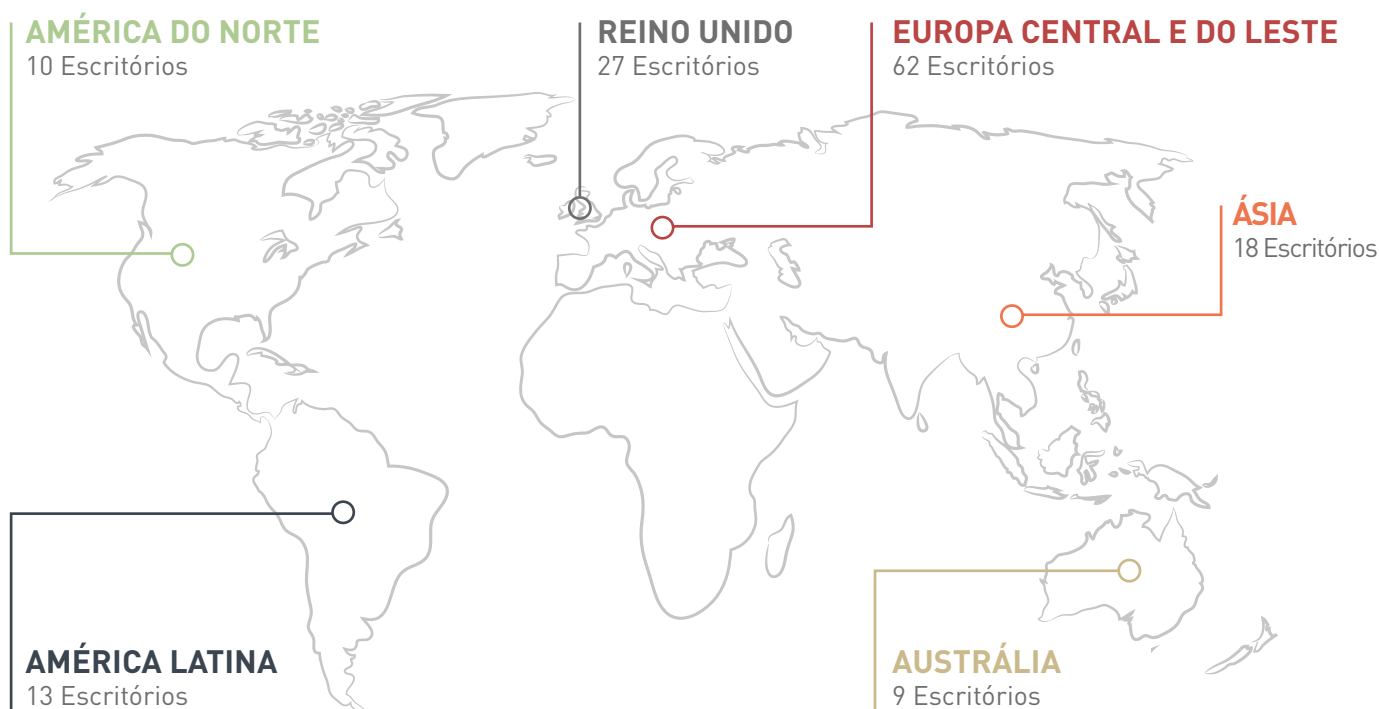 AMÉRICA DO NORTE
10 Escritórios
REINO UNIDO
27 Escritórios
EUROPA CENTRAL E DO LESTE
62 Escritórios
ÁSIA
18 Escritórios
AMÉRICA LATINA
13 Escritórios
AUSTRÁLIA
9 Escritórios